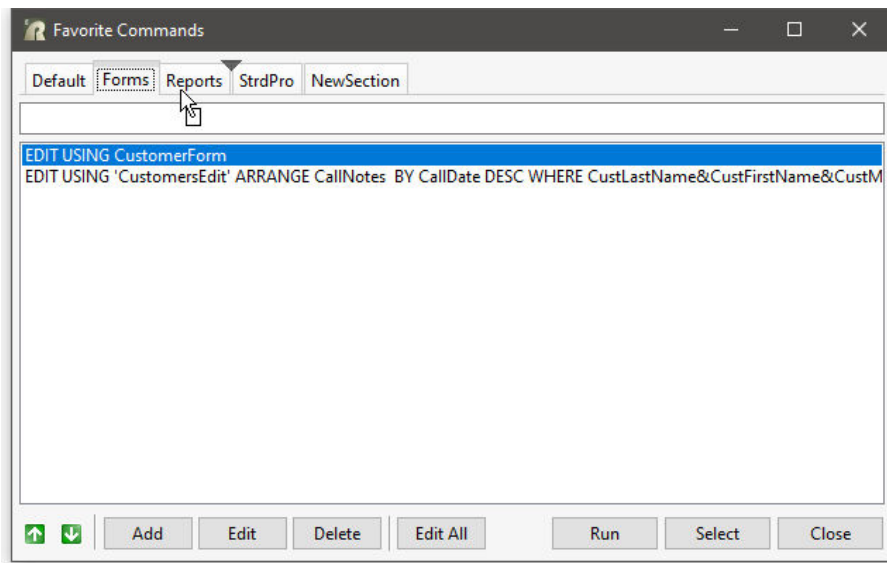 Favorite Commands
Default Forms Reports StrdPro NewSection
EDIT USING CustomerForm
EDIT USING 'CustomersEdit' ARRANGE CallNotes  BY CallDate DESC WHERE CustLastName&CustFirstName&CustM
Add Edit Delete Edit All Run Select Close